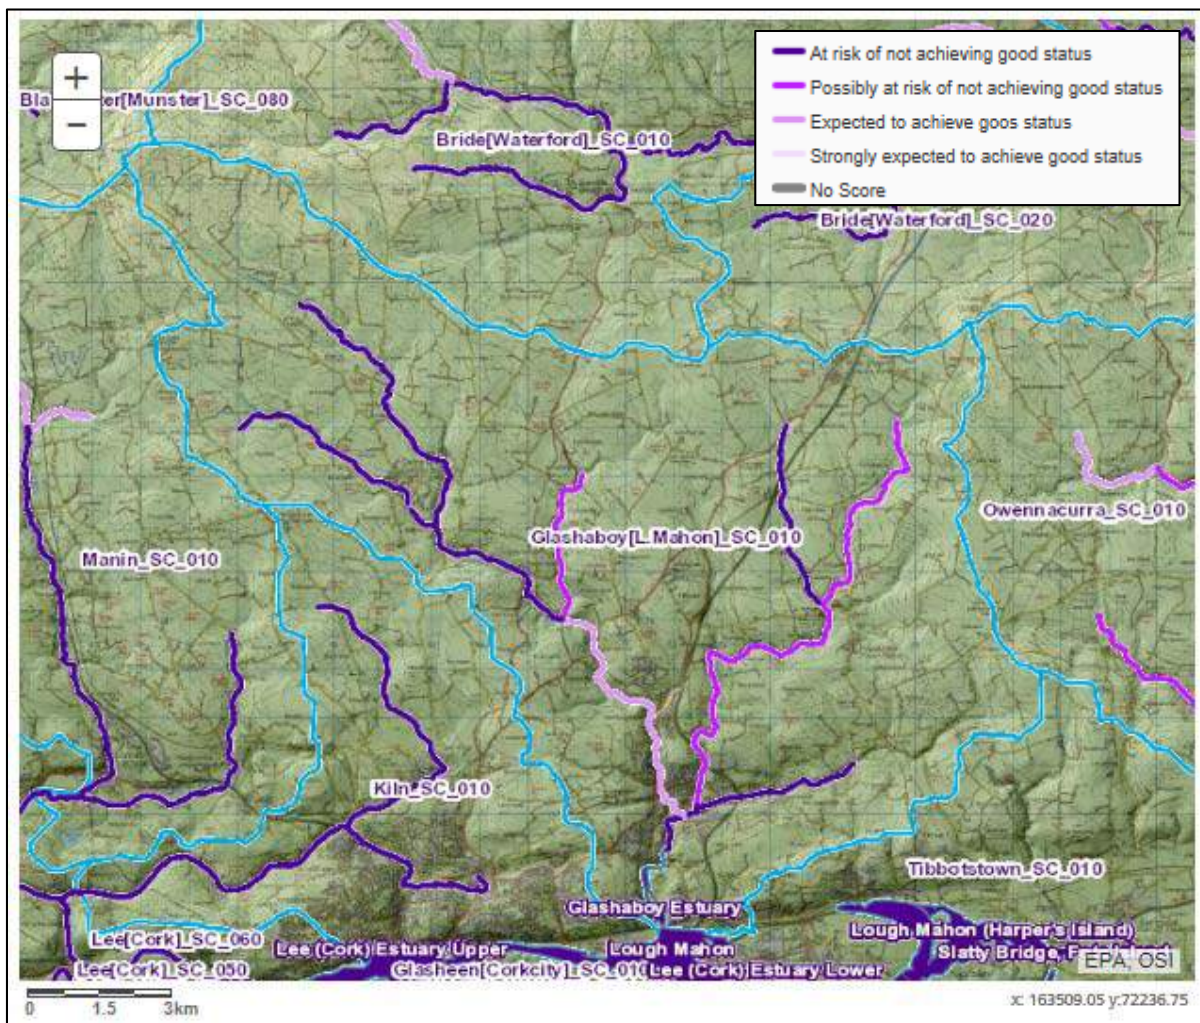 +
−
At risk of not achieving good status
Possibly at risk of not achieving good status
Expected to achieve goos status
Strongly expected to achieve good status
No Score
er[Munster]_SC_080
Bride[Waterford]_SC_010
Bride[Waterford]_SC_020
Glashaboy[L.Mahon]_SC_010
Owennacurra_SC_010
Manin_SC_010
Kiln_SC_010
Tibbotstown_SC_010
Glashaboy Estuary
Lough Mahon (Harper's Island)
Lee[Cork]_SC_060
Lee (Cork) Estuary Upper
Lough Mahon
Slatty Bridge,
Lee[Cork]_SC_050
Glasheen[Corkcity]_SC_010
Lee (Cork) Estuary Lower
EPA, OSI
0 1.5 3km
x: 163509.05 y:72236.75